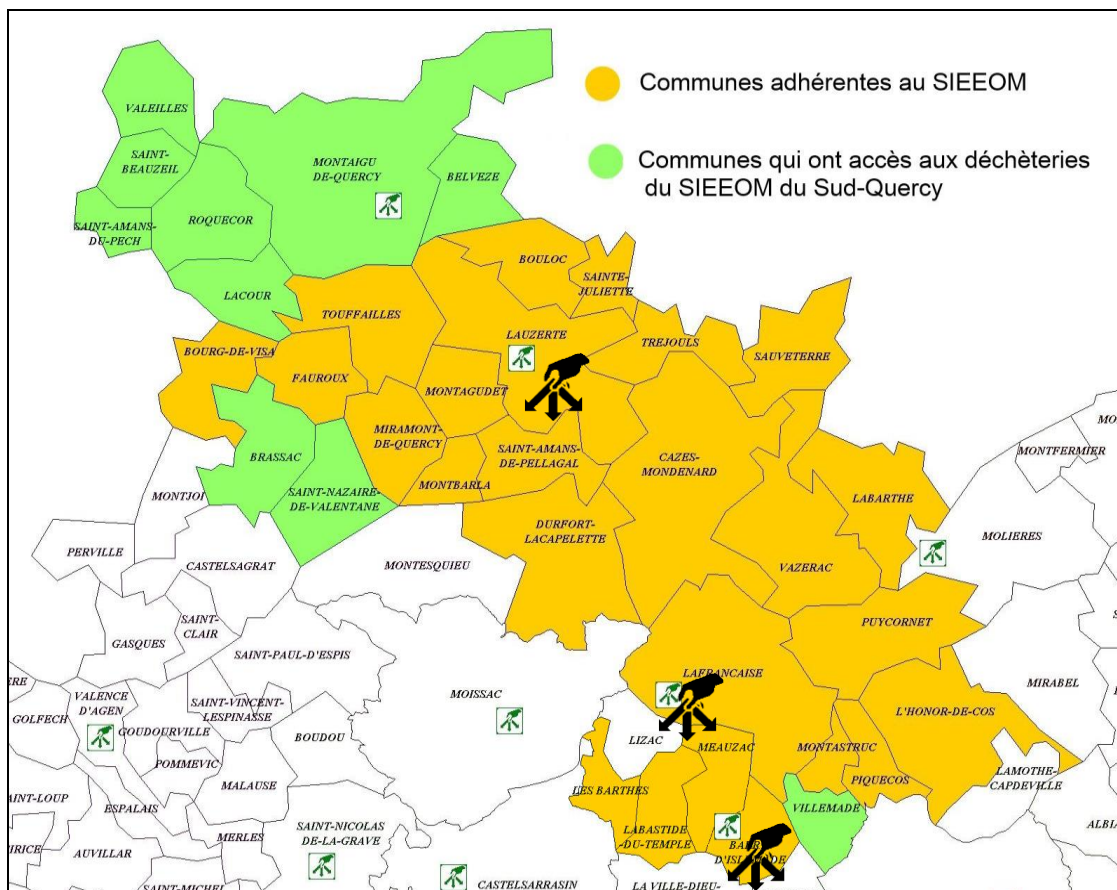 Communes adhérentes au SIEEOM
Communes qui ont accès aux déchèteries
du SIEEOM du Sud-Quercy
VALEILLES
SAINT-
BEAUZEIL
MONTAIGU
DE-QUERCY
BELVEZE
ROQUECOR
SAINT-AMANS-
DU-PECH
LACOUR
BOULOC
SAINTE-
JULIETTE
TOUFFAILLES
LAUZERTE
TREJOULS
SAUVETERRE
BOURG-DE-VISA
FAUROUX
MONTAGUDET
MIRAMONT-
DE-QUERCY
SAINT-AMANS-
DE-PELLAGAL
CAZES-
MONDENARD
MONTFERMIER
BRASSAC
MONTBARLA
SAINT-NAZAIRE-
DE-VALENTANE
MONTJOI
LABARTHE
DURFORT-
LACAPELETTE
MOLIERES
PERVILLE
CASTELSAGRAT
MONTESQUIEU
VAZERAC
SAINT-
CLAIR
GASQUES
PUYCORNET
SAINT-PAUL-D'ESPIS
LAFRANCAISE
MIRABEL
VALENCE
D'AGEN
SAINT-VINCENT-
LESPINASSE
MOISSAC
L'HONOR-DE-COS
GOLFECH
GOUDOURVILLE
BOUDOU
LIZAC
MEAUZAC
MONTASTRUC
POMMEVIC
LAMOTHE-
CAPDEVILLE
MALAUSE
PIQUECOS
LES BARTHES
VILLEMADE
AINT-LOUP
ESPALAIS
MERLES
SAINT-NICOLAS
DE-LA-GRAVE
LABASTIDE
-DU-TEMPLE
ALBIA
AUVILLAR
SAINT-MICHEL
CASTELSARRASIN
LA VILLE-DIEU-